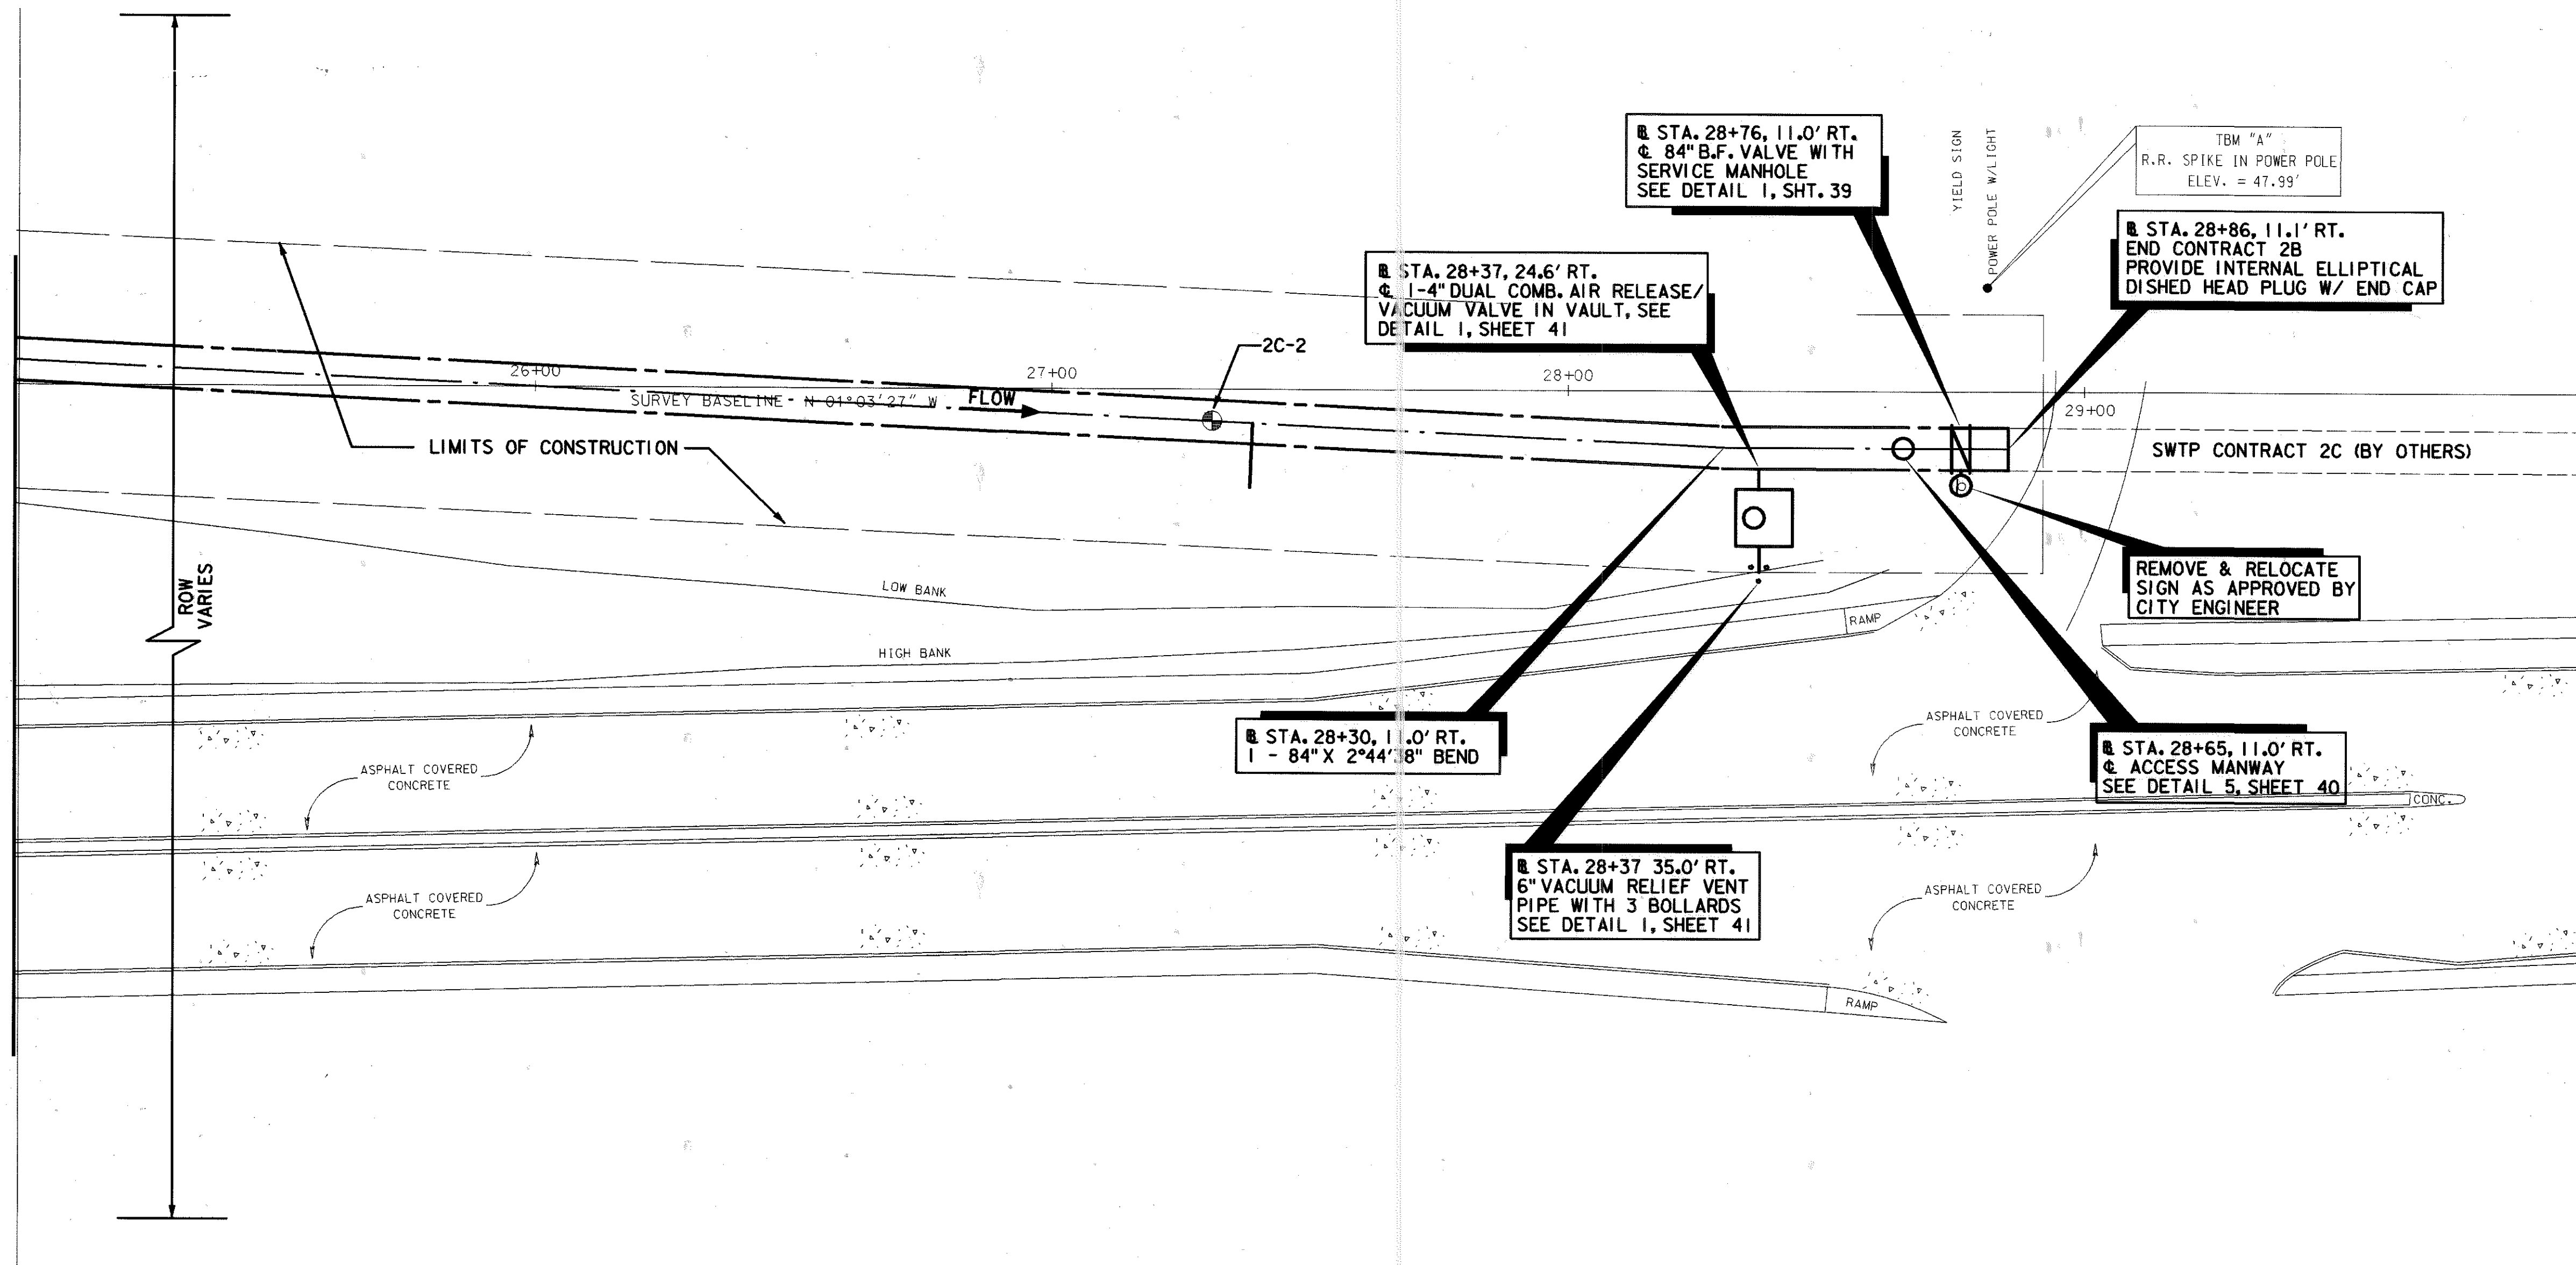 ℄ STA. 28+76, 11.0' RT.
℄ 84" B.F. VALVE WITH
SERVICE MANHOLE
SEE DETAIL 1, SHT. 39
YIELD SIGN
POWER POLE W/LIGHT
TBM "A"
R.R. SPIKE IN POWER POLE
ELEV. = 47.99'
STA. 28+86, 11.1' RT.
END CONTRACT 2B
PROVIDE INTERNAL ELLIPTICAL
DISHED HEAD PLUG W/ END CAP
STA. 28+37, 24.6' RT.
℄ 1-4" DUAL COMB. AIR RELEASE/
VACUUM VALVE IN VAULT, SEE
DETAIL 1, SHEET 41
2C-2
26+00
27+00
28+00
29+00
SURVEY BASELINE - N 01°03'27" W
FLOW
LIMITS OF CONSTRUCTION
SWTP CONTRACT 2C (BY OTHERS)
ROW
VARIES
LOW BANK
HIGH BANK
RAMP
REMOVE & RELOCATE
SIGN AS APPROVED BY
CITY ENGINEER
STA. 28+30, 11.0' RT.
1 - 84" X 2°44'38" BEND
ASPHALT COVERED
CONCRETE
ASPHALT COVERED
CONCRETE
STA. 28+65, 11.0' RT.
℄ ACCESS MANWAY
SEE DETAIL 5, SHEET 40
CONC.
STA. 28+37 35.0' RT.
6" VACUUM RELIEF VENT
PIPE WITH 3 BOLLARDS
SEE DETAIL 1, SHEET 41
ASPHALT COVERED
CONCRETE
ASPHALT COVERED
CONCRETE
RAMP